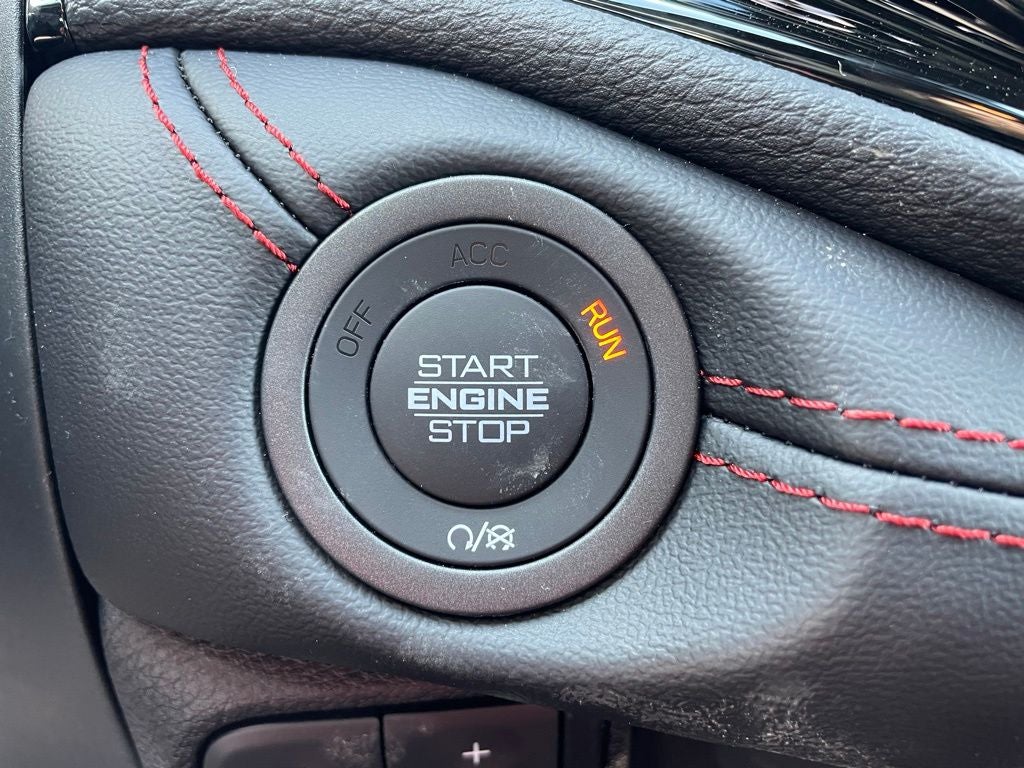 OFF
ACC
RUN
START
ENGINE
STOP
+